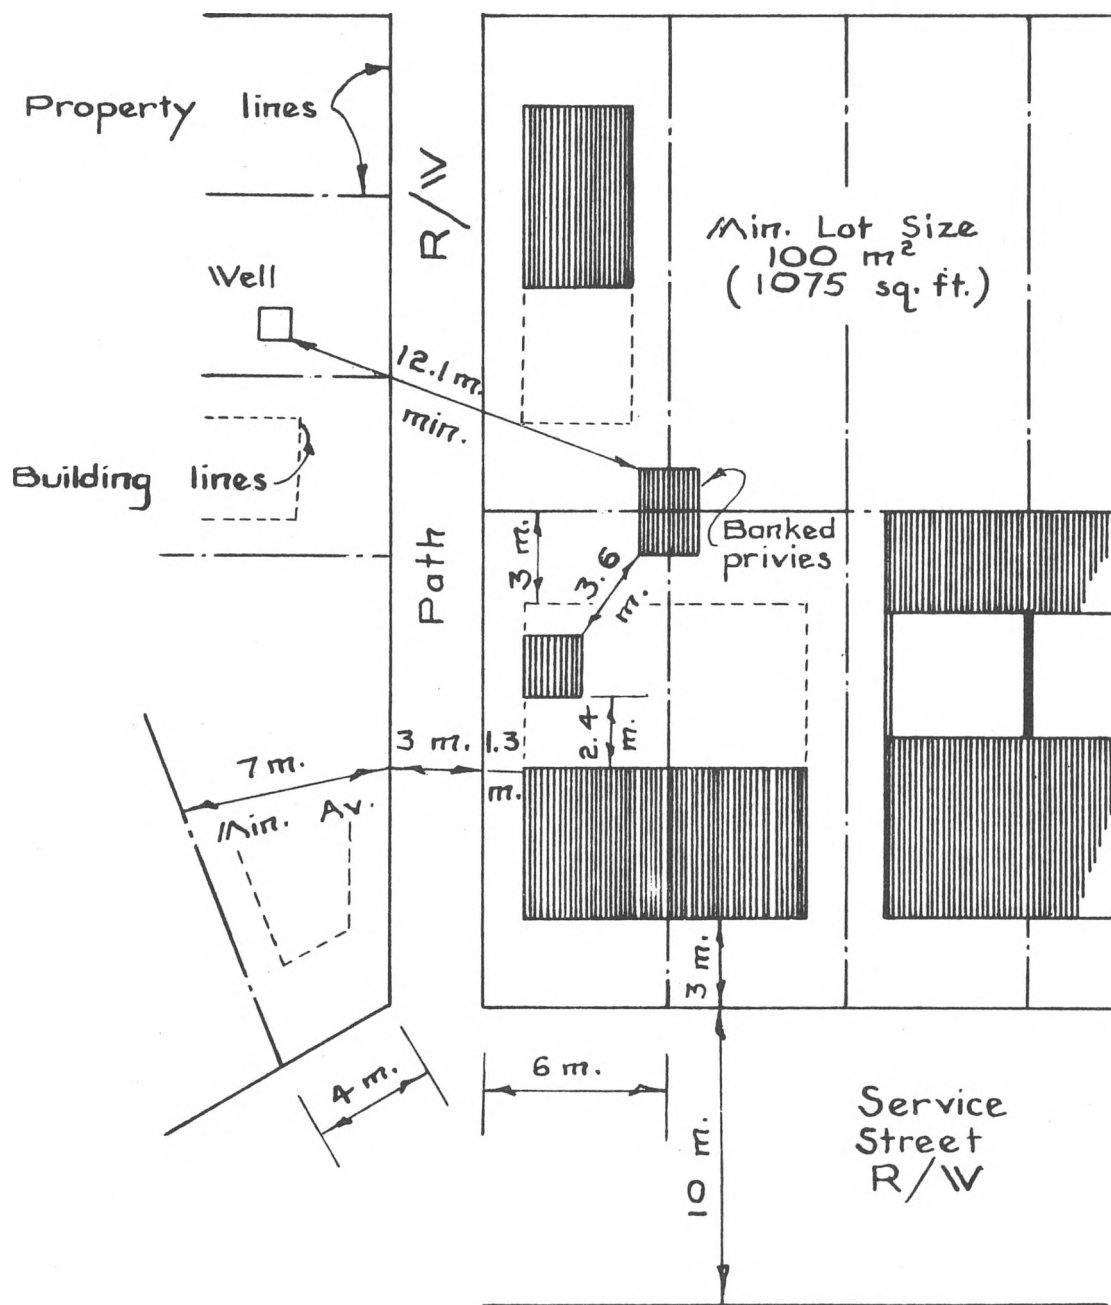 Property lines
R/W
Min. Lot Size
100 m²
(1075 sq. ft.)
Well
12.1 m.
min.
Building lines
Banked
privies
3 m.
3.6
m.
Path
2.4
m.
3 m.
1.3
m.
7 m.
Min. Av.
3 m.
4 m.
6 m.
10 m.
Service
Street
R/W